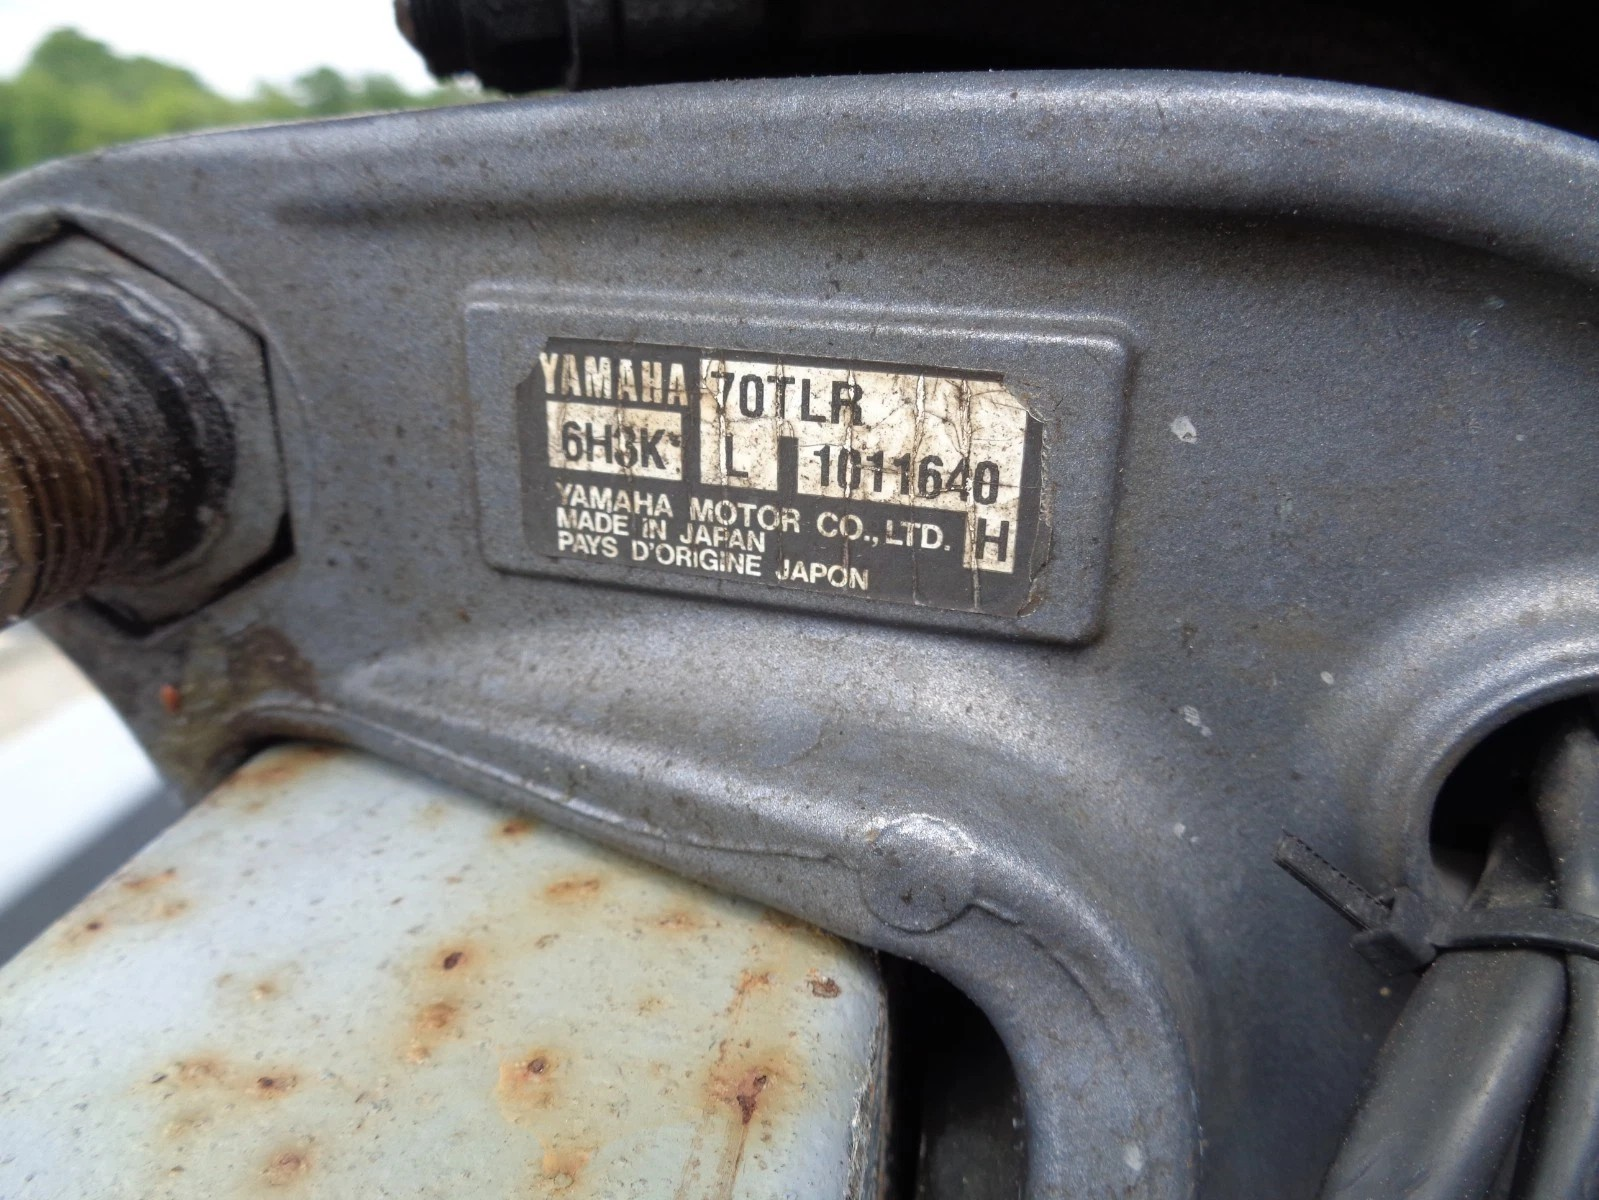 YAMAHA 70TLR
6H3K L 1011640
YAMAHA MOTOR CO.,LTD. H
MADE IN JAPAN
PAYS D'ORIGINE JAPON